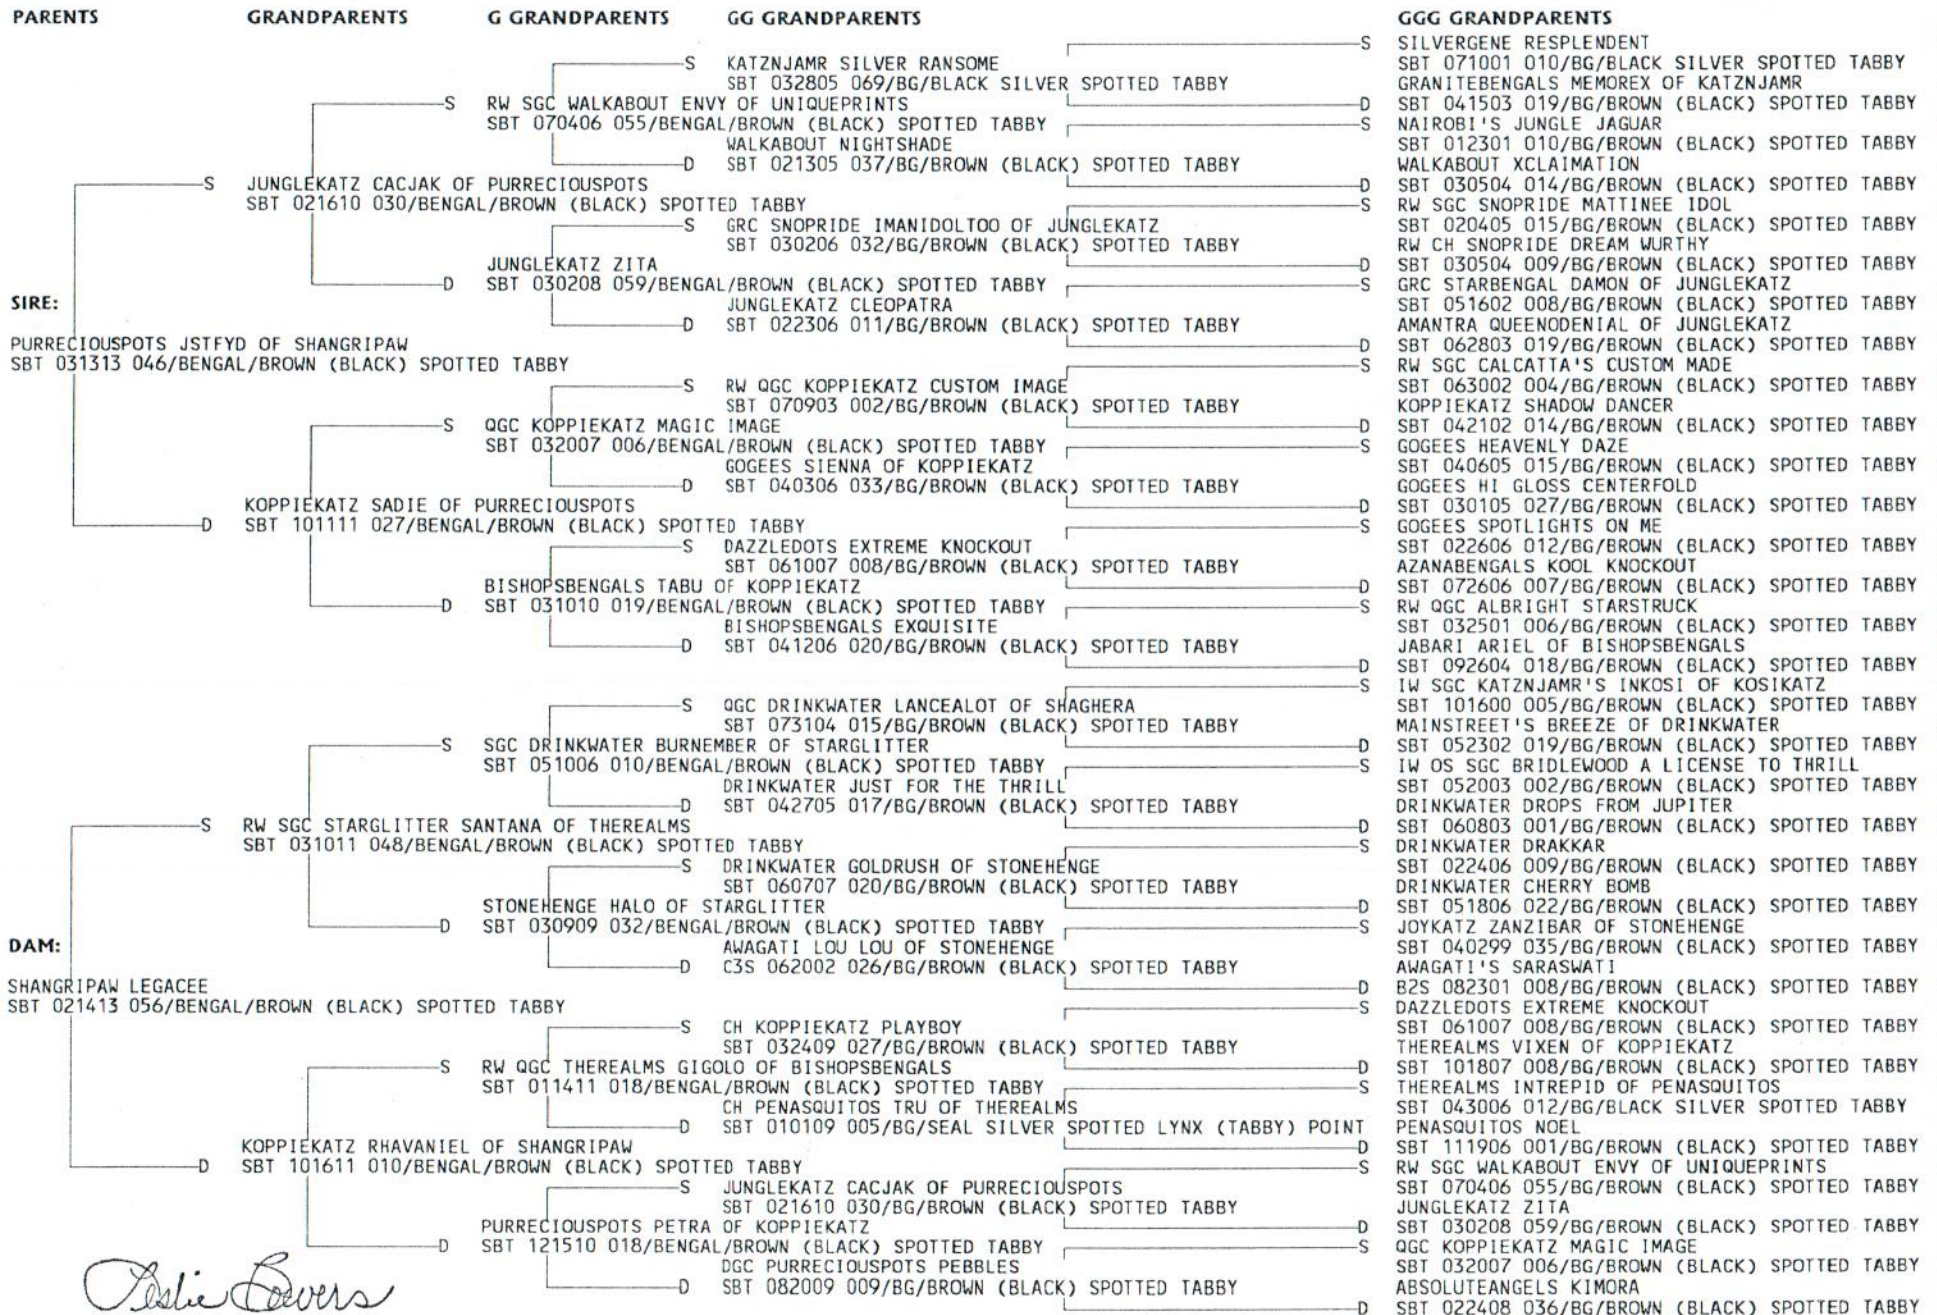 PARENTS GRANDPARENTS G GRANDPARENTS GG GRANDPARENTS GGG GRANDPARENTS
S SILVERGENE RESPLENDENT
S KATZNJAMR SILVER RANSOME SBT 071001 010/BG/BLACK SILVER SPOTTED TABBY
SBT 032805 069/BG/BLACK SILVER SPOTTED TABBY GRANITEBENGALS MEMOREX OF KATZNJAMR
S RW SGC WALKABOUT ENVY OF UNIQUEPRINTS D SBT 041503 019/BG/BROWN (BLACK) SPOTTED TABBY
SBT 070406 055/BENGAL/BROWN (BLACK) SPOTTED TABBY S NAIROBI'S JUNGLE JAGUAR
WALKABOUT NIGHTSHADE SBT 012301 010/BG/BROWN (BLACK) SPOTTED TABBY
D SBT 021305 037/BG/BROWN (BLACK) SPOTTED TABBY WALKABOUT XCLAIMATION
S JUNGLEKATZ CACJAK OF PURRECIOUSPOTS D SBT 030504 014/BG/BROWN (BLACK) SPOTTED TABBY
SBT 021610 030/BENGAL/BROWN (BLACK) SPOTTED TABBY S RW SGC SNOPRIDE MATTINEE IDOL
S GRC SNOPRIDE IMANIDOLTOO OF JUNGLEKATZ SBT 020405 015/BG/BROWN (BLACK) SPOTTED TABBY
SBT 030206 032/BG/BROWN (BLACK) SPOTTED TABBY RW CH SNOPRIDE DREAM WURTHY
JUNGLEKATZ ZITA D SBT 030504 009/BG/BROWN (BLACK) SPOTTED TABBY
D SBT 030208 059/BENGAL/BROWN (BLACK) SPOTTED TABBY S GRC STARBENGAL DAMON OF JUNGLEKATZ
SIRE: JUNGLEKATZ CLEOPATRA SBT 051602 008/BG/BROWN (BLACK) SPOTTED TABBY
D SBT 022306 011/BG/BROWN (BLACK) SPOTTED TABBY AMANTRA QUEENODENIAL OF JUNGLEKATZ
PURRECIOUSPOTS JSTFYD OF SHANGRIPAW D SBT 062803 019/BG/BROWN (BLACK) SPOTTED TABBY
SBT 031313 046/BENGAL/BROWN (BLACK) SPOTTED TABBY S RW SGC CALCATTA'S CUSTOM MADE
S RW QGC KOPPIEKATZ CUSTOM IMAGE SBT 063002 004/BG/BROWN (BLACK) SPOTTED TABBY
SBT 070903 002/BG/BROWN (BLACK) SPOTTED TABBY KOPPIEKATZ SHADOW DANCER
S QGC KOPPIEKATZ MAGIC IMAGE D SBT 042102 014/BG/BROWN (BLACK) SPOTTED TABBY
SBT 032007 006/BENGAL/BROWN (BLACK) SPOTTED TABBY S GOGEES HEAVENLY DAZE
GOGEES SIENNA OF KOPPIEKATZ SBT 040605 015/BG/BROWN (BLACK) SPOTTED TABBY
D SBT 040306 033/BG/BROWN (BLACK) SPOTTED TABBY GOGEES HI GLOSS CENTERFOLD
KOPPIEKATZ SADIE OF PURRECIOUSPOTS D SBT 030105 027/BG/BROWN (BLACK) SPOTTED TABBY
D SBT 101111 027/BENGAL/BROWN (BLACK) SPOTTED TABBY S GOGEES SPOTLIGHTS ON ME
S DAZZLEDOTS EXTREME KNOCKOUT SBT 022606 012/BG/BROWN (BLACK) SPOTTED TABBY
SBT 061007 008/BG/BROWN (BLACK) SPOTTED TABBY AZANABENGALS KOOL KNOCKOUT
BISHOPSBENGALS TABU OF KOPPIEKATZ D SBT 072606 007/BG/BROWN (BLACK) SPOTTED TABBY
D SBT 031010 019/BENGAL/BROWN (BLACK) SPOTTED TABBY S RW QGC ALBRIGHT STARSTRUCK
BISHOPSBENGALS EXQUISITE SBT 032501 006/BG/BROWN (BLACK) SPOTTED TABBY
D SBT 041206 020/BG/BROWN (BLACK) SPOTTED TABBY JABARI ARIEL OF BISHOPSBENGALS
D SBT 092604 018/BG/BROWN (BLACK) SPOTTED TABBY
S IW SGC KATZNJAMR'S INKOSI OF KOSIKATZ
S QGC DRINKWATER LANCEALOT OF SHAGHERA SBT 101600 005/BG/BROWN (BLACK) SPOTTED TABBY
SBT 073104 015/BG/BROWN (BLACK) SPOTTED TABBY MAINSTREET'S BREEZE OF DRINKWATER
S SGC DRINKWATER BURNEMBER OF STARGLITTER D SBT 052302 019/BG/BROWN (BLACK) SPOTTED TABBY
SBT 051006 010/BENGAL/BROWN (BLACK) SPOTTED TABBY S IW OS SGC BRIDLEWOOD A LICENSE TO THRILL
DRINKWATER JUST FOR THE THRILL SBT 052003 002/BG/BROWN (BLACK) SPOTTED TABBY
D SBT 042705 017/BG/BROWN (BLACK) SPOTTED TABBY DRINKWATER DROPS FROM JUPITER
S RW SGC STARGLITTER SANTANA OF THEREALMS D SBT 060803 001/BG/BROWN (BLACK) SPOTTED TABBY
SBT 031011 048/BENGAL/BROWN (BLACK) SPOTTED TABBY S DRINKWATER DRAKKAR
S DRINKWATER GOLDRUSH OF STONEHENGE SBT 022406 009/BG/BROWN (BLACK) SPOTTED TABBY
SBT 060707 020/BG/BROWN (BLACK) SPOTTED TABBY DRINKWATER CHERRY BOMB
STONEHENGE HALO OF STARGLITTER D SBT 051806 022/BG/BROWN (BLACK) SPOTTED TABBY
D SBT 030909 032/BENGAL/BROWN (BLACK) SPOTTED TABBY S JOYKATZ ZANZIBAR OF STONEHENGE
DAM: AWAGATI LOU LOU OF STONEHENGE SBT 040299 035/BG/BROWN (BLACK) SPOTTED TABBY
D C3S 062002 026/BG/BROWN (BLACK) SPOTTED TABBY AWAGATI'S SARASWATI
SHANGRIPAW LEGACEE D B2S 082301 008/BG/BROWN (BLACK) SPOTTED TABBY
SBT 021413 056/BENGAL/BROWN (BLACK) SPOTTED TABBY S DAZZLEDOTS EXTREME KNOCKOUT
S CH KOPPIEKATZ PLAYBOY SBT 061007 008/BG/BROWN (BLACK) SPOTTED TABBY
SBT 032409 027/BG/BROWN (BLACK) SPOTTED TABBY THEREALMS VIXEN OF KOPPIEKATZ
S RW QGC THEREALMS GIGOLO OF BISHOPSBENGALS D SBT 101807 008/BG/BROWN (BLACK) SPOTTED TABBY
SBT 011411 018/BENGAL/BROWN (BLACK) SPOTTED TABBY S THEREALMS INTREPID OF PENASQUITOS
CH PENASQUITOS TRU OF THEREALMS SBT 043006 012/BG/BLACK SILVER SPOTTED TABBY
D SBT 010109 005/BG/SEAL SILVER SPOTTED LYNX (TABBY) POINT PENASQUITOS NOEL
KOPPIEKATZ RHAVANIEL OF SHANGRIPAW D SBT 111906 001/BG/BROWN (BLACK) SPOTTED TABBY
D SBT 101611 010/BENGAL/BROWN (BLACK) SPOTTED TABBY S RW SGC WALKABOUT ENVY OF UNIQUEPRINTS
S JUNGLEKATZ CACJAK OF PURRECIOUSPOTS SBT 070406 055/BG/BROWN (BLACK) SPOTTED TABBY
SBT 021610 030/BG/BROWN (BLACK) SPOTTED TABBY JUNGLEKATZ ZITA
PURRECIOUSPOTS PETRA OF KOPPIEKATZ D SBT 030208 059/BG/BROWN (BLACK) SPOTTED TABBY
D SBT 121510 018/BENGAL/BROWN (BLACK) SPOTTED TABBY S QGC KOPPIEKATZ MAGIC IMAGE
DGC PURRECIOUSPOTS PEBBLES SBT 032007 006/BG/BROWN (BLACK) SPOTTED TABBY
Leslie Bowers D SBT 082009 009/BG/BROWN (BLACK) SPOTTED TABBY ABSOLUTEANGELS KIMORA
D SBT 022408 036/BG/BROWN (BLACK) SPOTTED TABBY